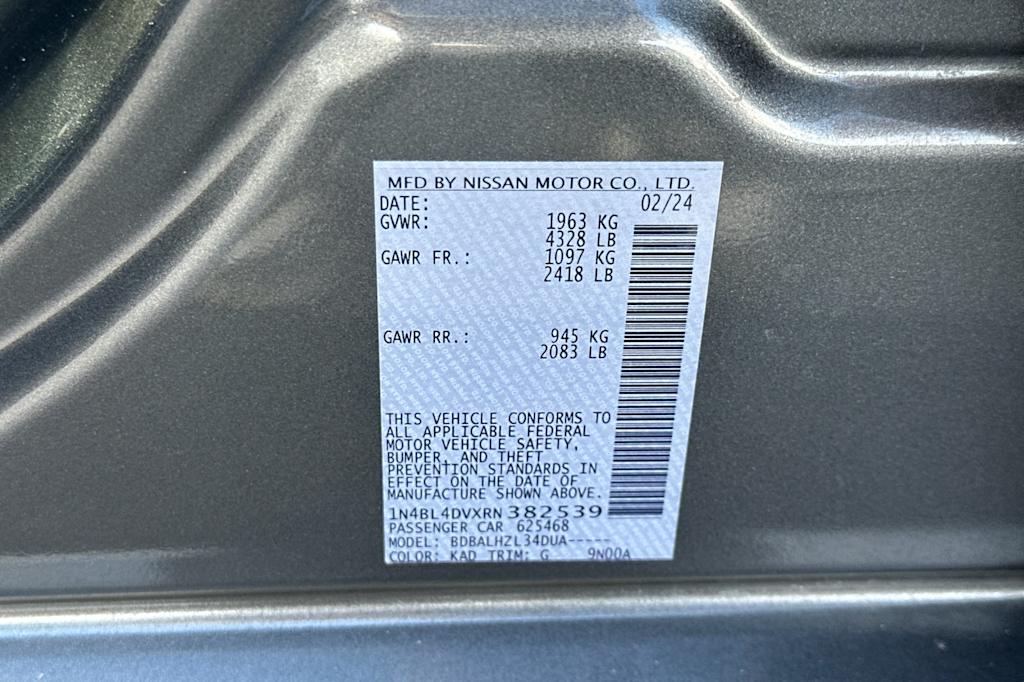 MFD BY NISSAN MOTOR CO., LTD.
DATE: 02/24
GVWR: 1963 KG
4328 LB
GAWR FR.: 1097 KG
2418 LB
GAWR RR.: 945 KG
2083 LB
THIS VEHICLE CONFORMS TO
ALL APPLICABLE FEDERAL
MOTOR VEHICLE SAFETY,
BUMPER, AND THEFT
PREVENTION STANDARDS IN
EFFECT ON THE DATE OF
MANUFACTURE SHOWN ABOVE.
1N4BL4DVXRN382539
PASSENGER CAR 625468
MODEL: BDBALHZL34DUA-----
COLOR: KAD TRIM: G 9N00A